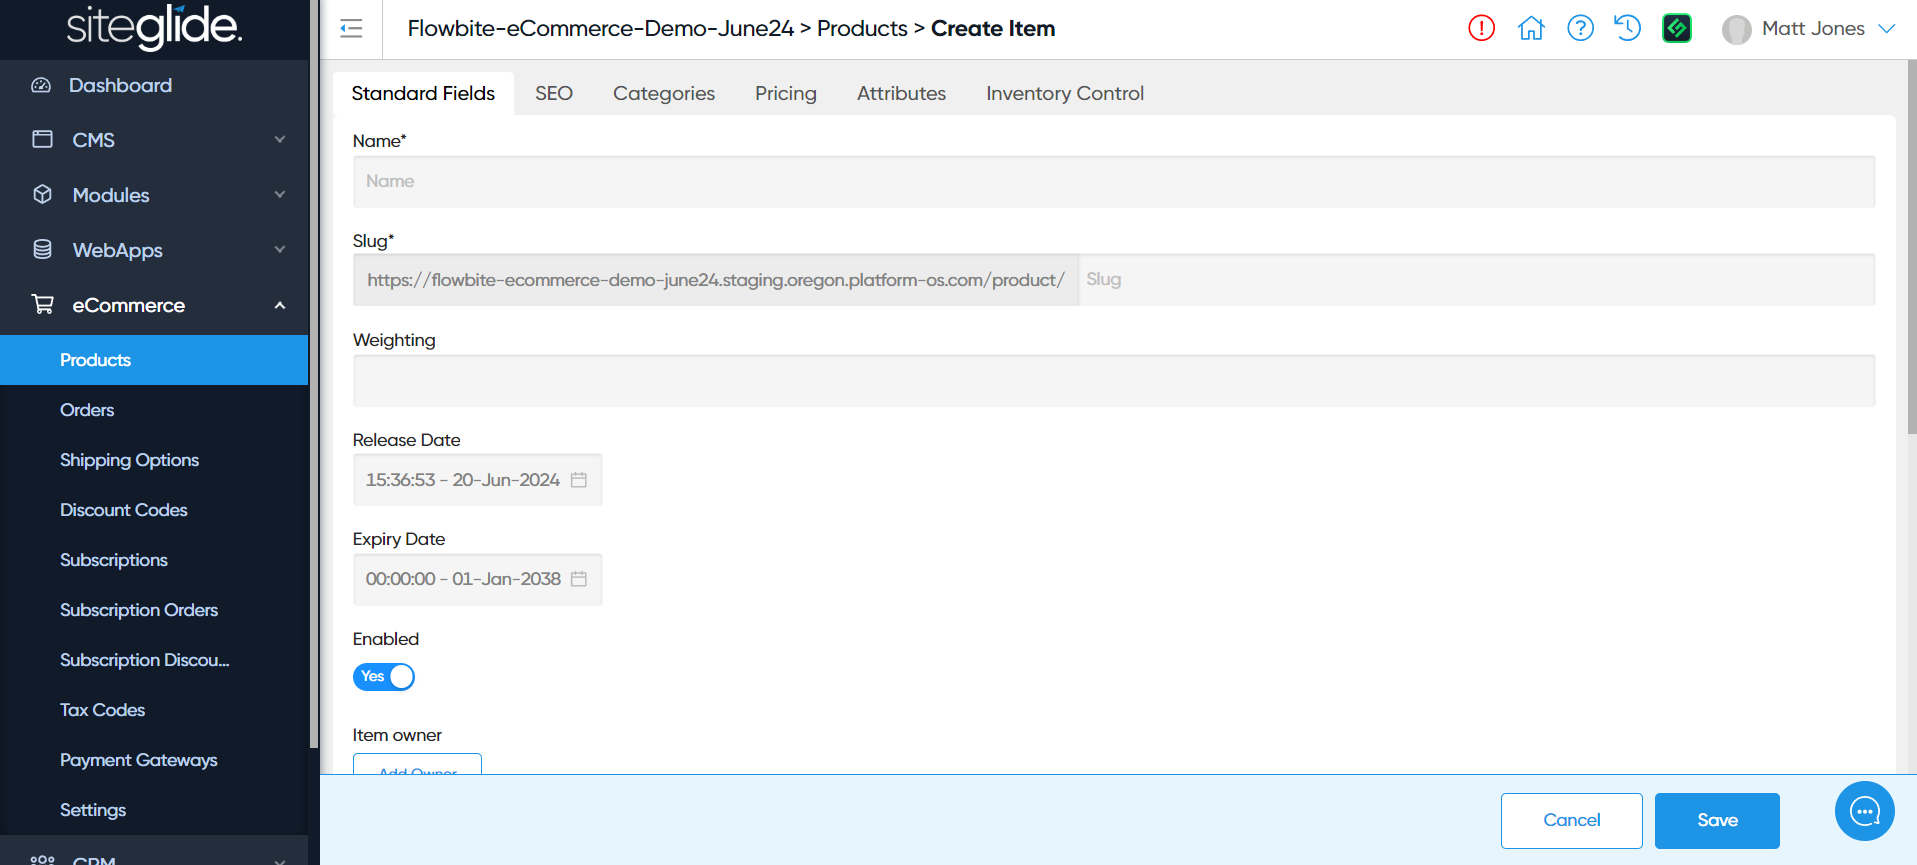 siteglide.
Dashboard
CMS
Modules
WebApps
eCommerce
Products
Orders
Shipping Options
Discount Codes
Subscriptions
Subscription Orders
Subscription Discou...
Tax Codes
Payment Gateways
Settings
CRM
Flowbite-eCommerce-Demo-June24 > Products > Create Item
Matt Jones
Standard Fields SEO Categories Pricing Attributes Inventory Control
Name*
Name
Slug*
https://flowbite-ecommerce-demo-june24.staging.oregon.platform-os.com/product/ Slug
Weighting
Release Date
15:36:53 - 20-Jun-2024
Expiry Date
00:00:00 - 01-Jan-2038
Enabled
Yes
Item owner
Add Owner
Cancel Save